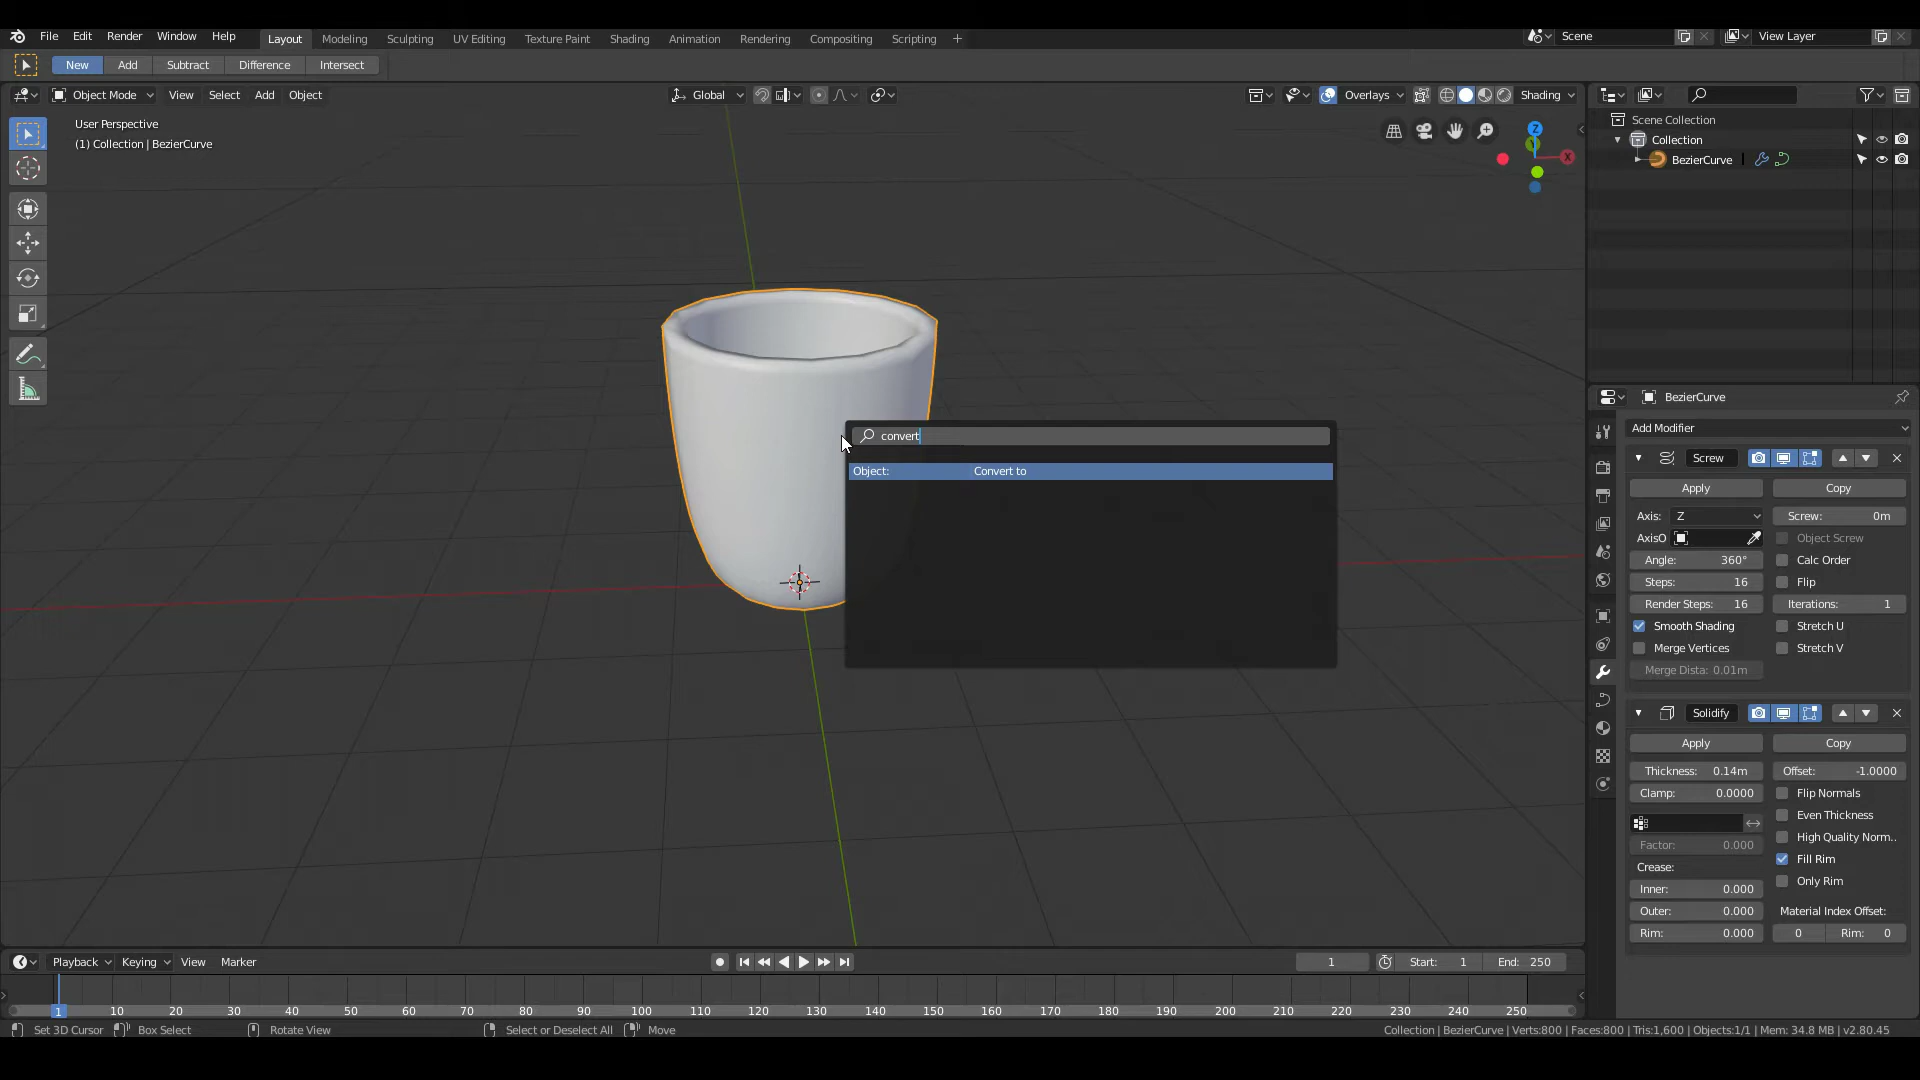 File Edit Render Window Help Layout Modeling Sculpting UV Editing Texture Paint Shading Animation Rendering Compositing Scripting + Scene View Layer
New Add Subtract Difference Intersect
Object Mode View Select Add Object Global Overlays Shading
User Perspective
(1) Collection | BezierCurve
Z
Y
X
Scene Collection
Collection
BezierCurve
convert
Object: Convert to
BezierCurve
Add Modifier
Screw
Apply Copy
Axis: Z Screw: 0m
AxisO Object Screw
Angle: 360° Calc Order
Steps: 16 Flip
Render Steps: 16 Iterations: 1
Smooth Shading Stretch U
Merge Vertices Stretch V
Merge Dista: 0.01m
Solidify
Apply Copy
Thickness: 0.14m Offset: -1.0000
Clamp: 0.0000 Flip Normals
Even Thickness
Factor: 0.000 High Quality Norm..
Crease: Fill Rim
Inner: 0.000 Only Rim
Outer: 0.000 Material Index Offset:
Rim: 0.000 0 Rim: 0
Playback Keying View Marker 1 Start: 1 End: 250
1 10 20 30 40 50 60 70 80 90 100 110 120 130 140 150 160 170 180 190 200 210 220 230 240 250
Set 3D Cursor Box Select Rotate View Select or Deselect All Move Collection | BezierCurve | Verts:800 | Faces:800 | Tris:1,600 | Objects:1/1 | Mem: 34.8 MB | v2.80.45